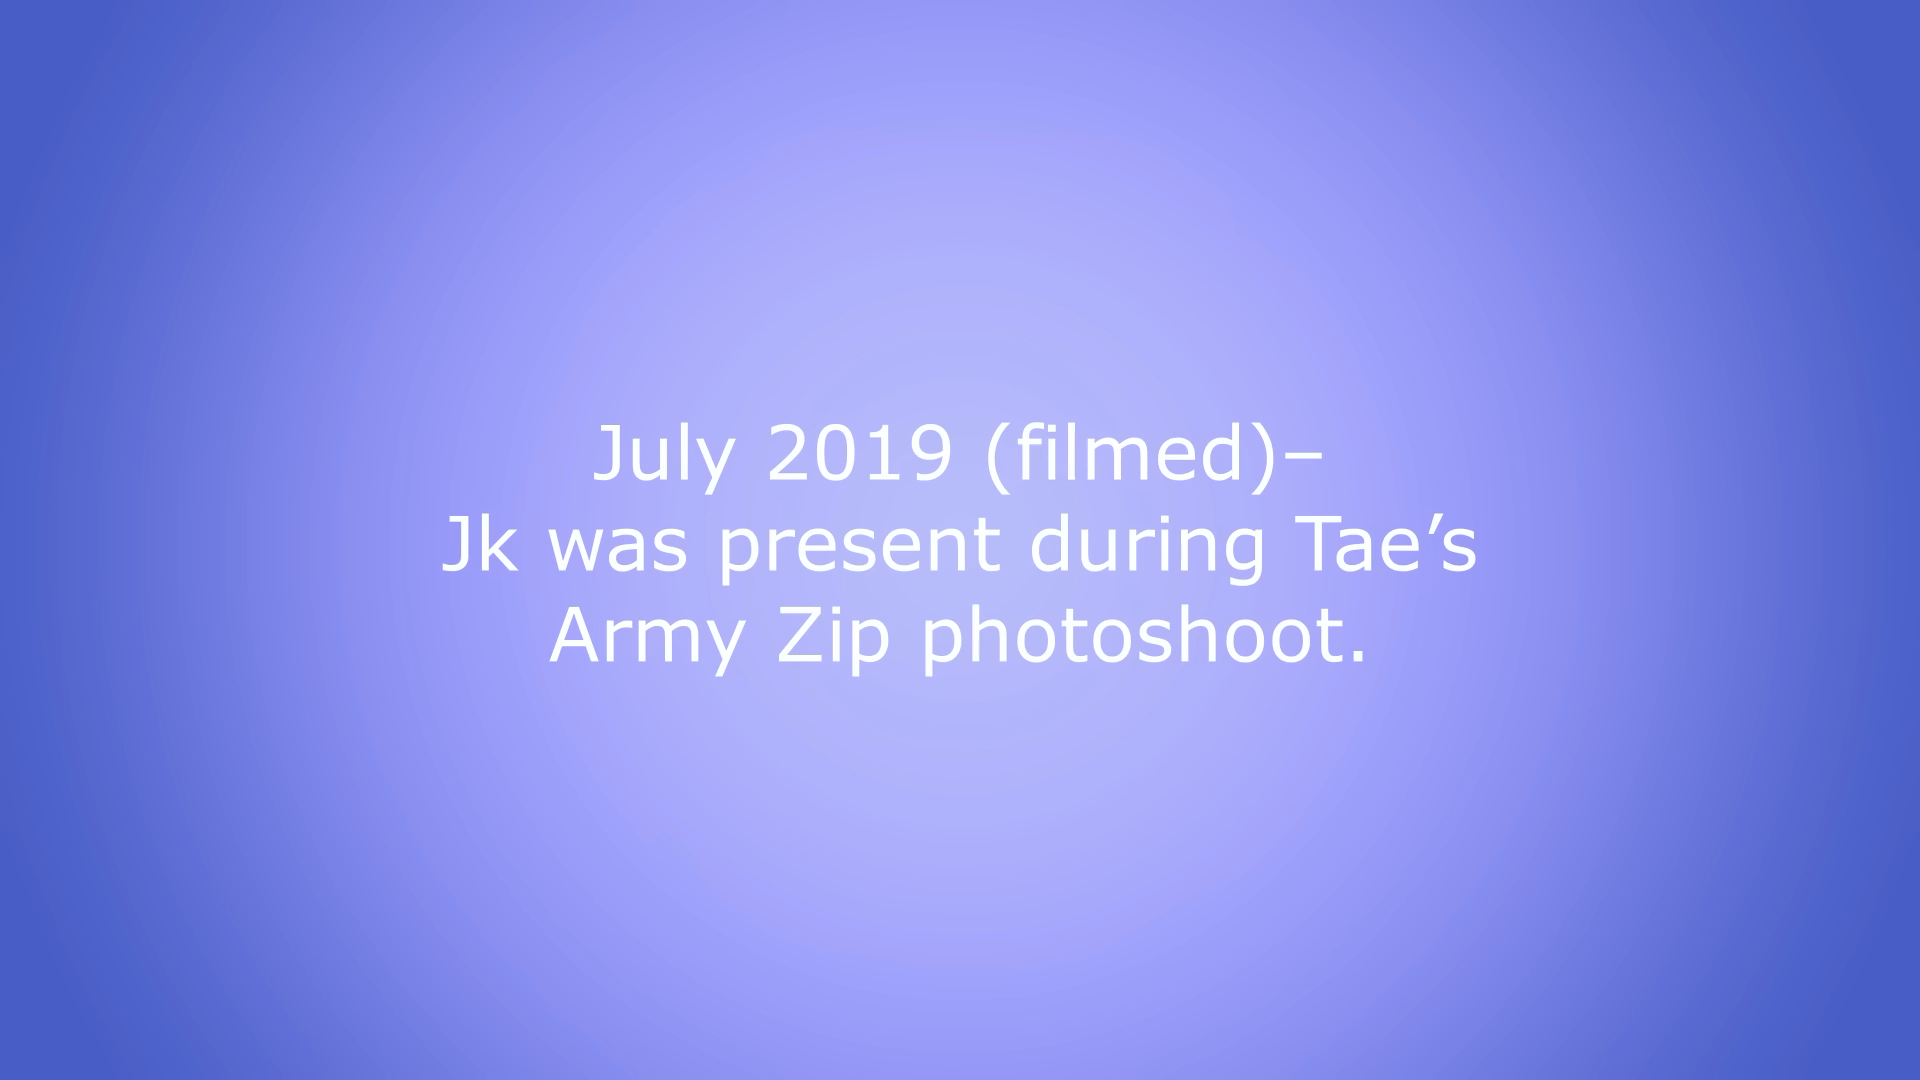 July 2019 (filmed)–
Jk was present during Tae’s
Army Zip photoshoot.